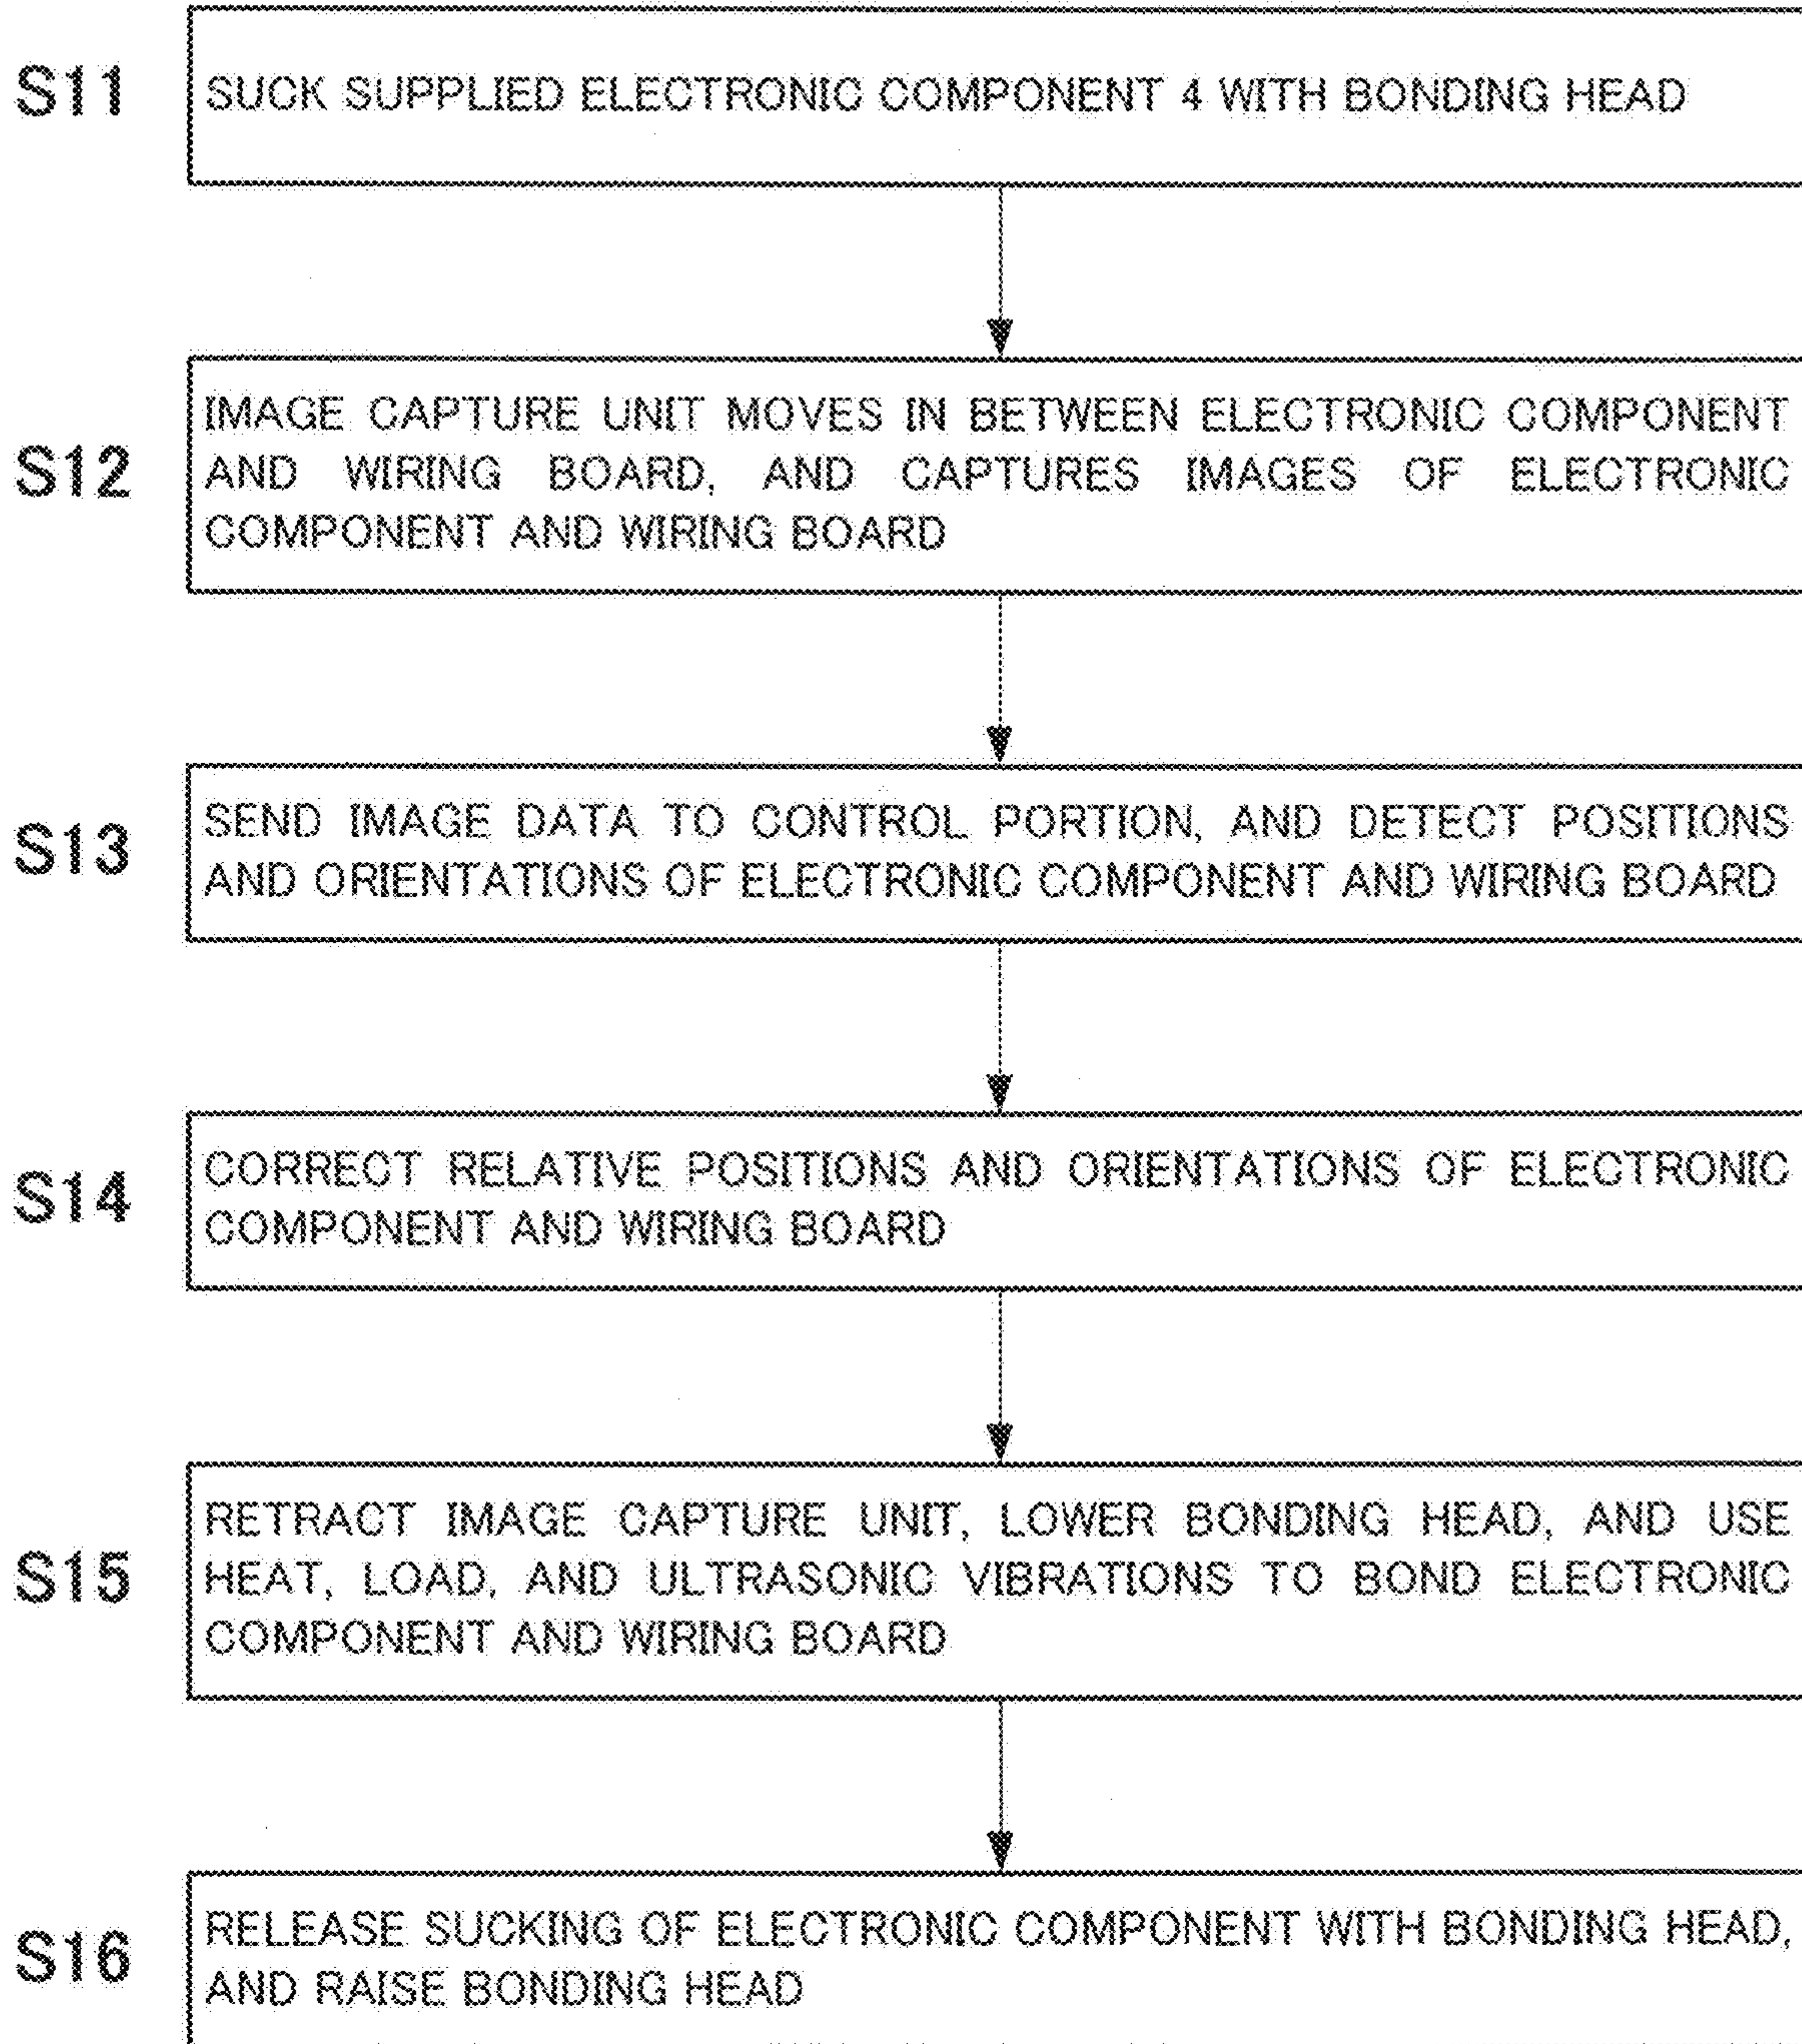 S11
SUCK SUPPLIED ELECTRONIC COMPONENT 4 WITH BONDING HEAD
S12
IMAGE CAPTURE UNIT MOVES IN BETWEEN ELECTRONIC COMPONENT
AND WIRING BOARD, AND CAPTURES IMAGES OF ELECTRONIC
COMPONENT AND WIRING BOARD
S13
SEND IMAGE DATA TO CONTROL PORTION, AND DETECT POSITIONS
AND ORIENTATIONS OF ELECTRONIC COMPONENT AND WIRING BOARD
S14
CORRECT RELATIVE POSITIONS AND ORIENTATIONS OF ELECTRONIC
COMPONENT AND WIRING BOARD
S15
RETRACT IMAGE CAPTURE UNIT, LOWER BONDING HEAD, AND USE
HEAT, LOAD, AND ULTRASONIC VIBRATIONS TO BOND ELECTRONIC
COMPONENT AND WIRING BOARD
S16
RELEASE SUCKING OF ELECTRONIC COMPONENT WITH BONDING HEAD,
AND RAISE BONDING HEAD